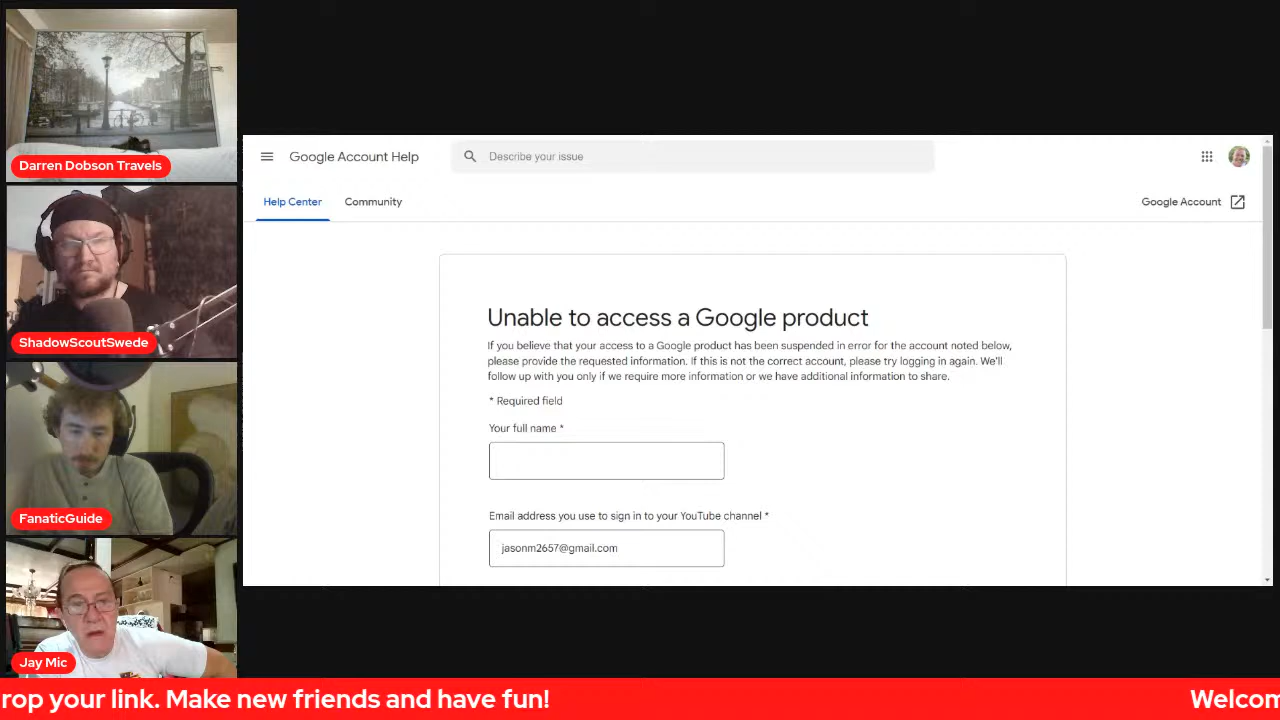 Darren Dobson Travels
ShadowScoutSwede
FanaticGuide
Jay Mic
Google Account Help
Describe your issue
Help Center
Community
Google Account
Unable to access a Google product
If you believe that your access to a Google product has been suspended in error for the account noted below,
please provide the requested information. If this is not the correct account, please try logging in again. We'll
follow up with you only if we require more information or we have additional information to share.
* Required field
Your full name *
Email address you use to sign in to your YouTube channel *
jasonm2657@gmail.com
rop your link. Make new friends and have fun!
Welcom